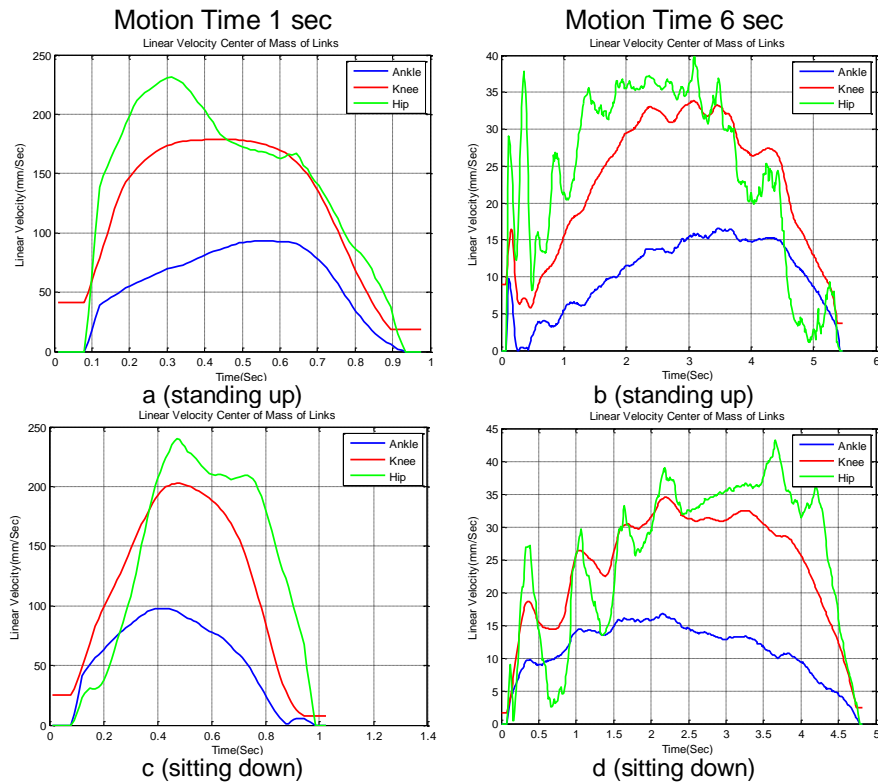 Motion Time 1 sec
Motion Time 6 sec
Linear Velocity Center of Mass of Links
250
200
150
100
50
0
Linear Velocity(mm/Sec)
Ankle
Knee
Hip
0 0.1 0.2 0.3 0.4 0.5 0.6 0.7 0.8 0.9 1
Time(Sec)
a (standing up)
Linear Velocity Center of Mass of Links
40
35
30
25
20
15
10
5
0
Linear Velocity(mm/Sec)
Ankle
Knee
Hip
0 1 2 3 4 5 6
Time(Sec)
b (standing up)
Linear Velocity Center of Mass of Links
250
200
150
100
50
0
Linear Velocity(mm/Sec)
Ankle
Knee
Hip
0 0.2 0.4 0.6 0.8 1 1.2 1.4
Time(Sec)
c (sitting down)
Linear Velocity Center of Mass of Links
45
40
35
30
25
20
15
10
5
0
Linear Velocity(mm/Sec)
Ankle
Knee
Hip
0 0.5 1 1.5 2 2.5 3 3.5 4 4.5 5
Time(Sec)
d (sitting down)